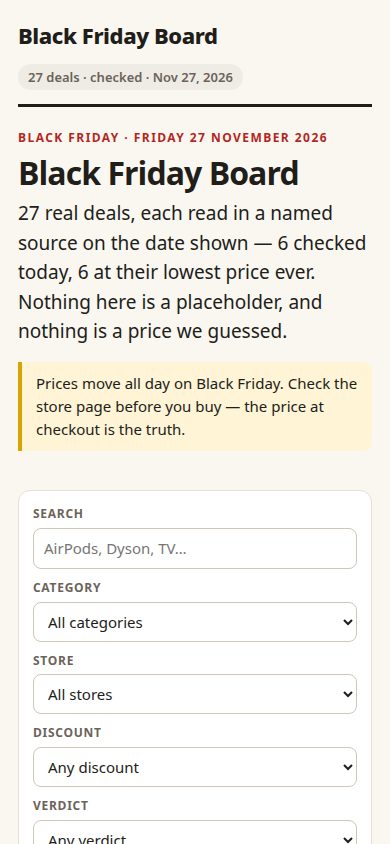 Black Friday Board
27 deals · checked · Nov 27, 2026
BLACK FRIDAY · FRIDAY 27 NOVEMBER 2026
Black Friday Board
27 real deals, each read in a named
source on the date shown — 6 checked
today, 6 at their lowest price ever.
Nothing here is a placeholder, and
nothing is a price we guessed.
Prices move all day on Black Friday. Check the
store page before you buy — the price at
checkout is the truth.
SEARCH
AirPods, Dyson, TV...
CATEGORY
All categories
STORE
All stores
DISCOUNT
Any discount
VERDICT
Any verdict